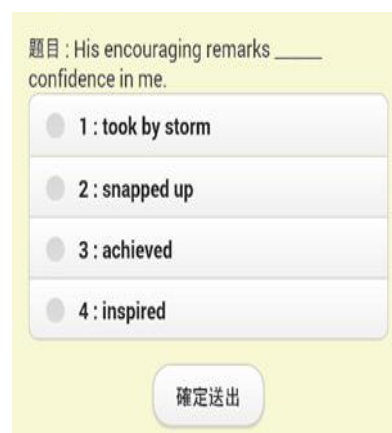 題目 : His encouraging remarks ______
confidence in me.
1 : took by storm
2 : snapped up
3 : achieved
4 : inspired
確定送出